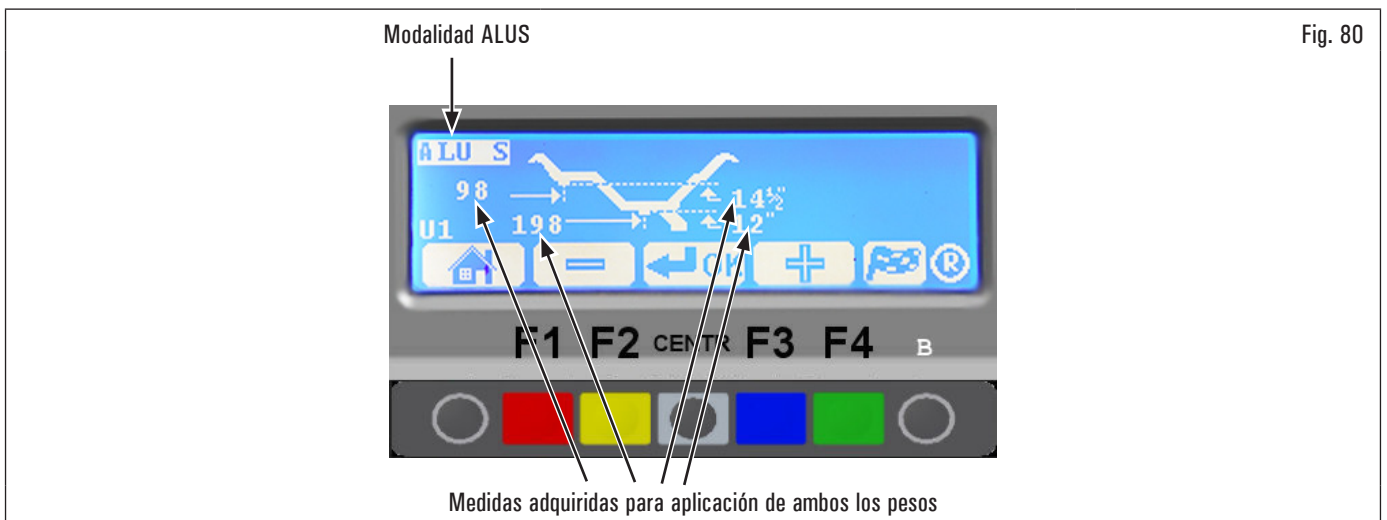 Modalidad ALUS
Fig. 80
ALU S
98
14½"
U1
198
12"
OK
®
F1 F2 CENTR F3 F4 B
Medidas adquiridas para aplicación de ambos los pesos